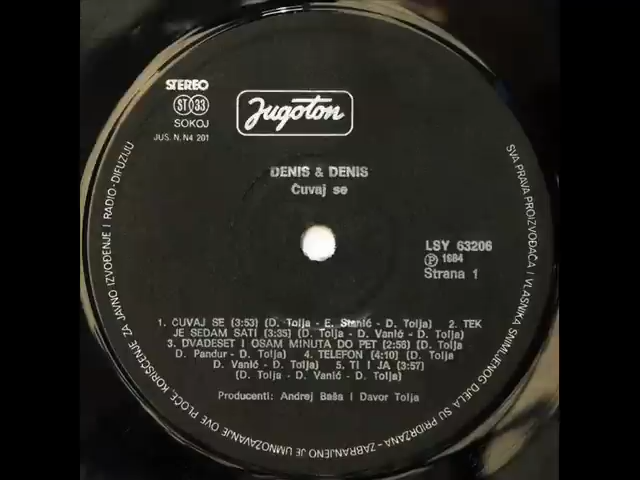 STEREO
ST 33
SOKOJ
JUS. N. N4 201
Jugoton
DENIS & DENIS
Čuvaj se
LSY 63206
Ⓟ 1984
Strana 1
1. ČUVAJ SE (3:53) (D. Tolja - E. Stanić - D. Tolja) 2. TEK
JE SEDAM SATI (3:35) (D. Tolja - D. Vanić - D. Tolja)
3. DVADESET I OSAM MINUTA DO PET (2:58) (D. Tolja
D. Pandur - D. Tolja) 4. TELEFON (4:10) (D. Tolja
D. Vanić - D. Tolja) 5. TI I JA (3:57)
(D. Tolja - D. Vanić - D. Tolja)
Producenti: Andrej Baša i Davor Tolja
SVA PRAVA PROIZVOĐAČA I VLASNIKA SNIMLJENOG DJELA SU PRIDRŽANA - ZABRANJENO JE UMNOŽAVANJE OVE PLOČE, KORIŠĆENJE ZA JAVNO IZVOĐENJE I RADIO-DIFUZIJU